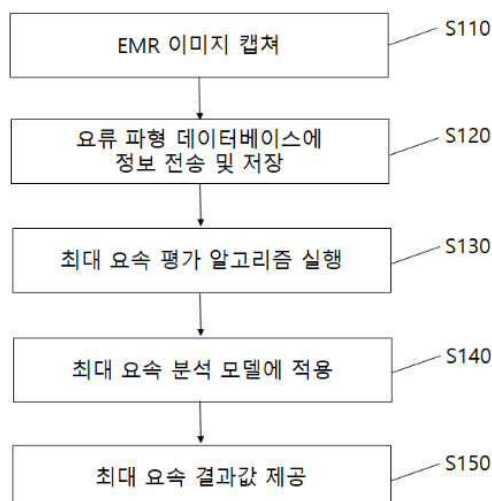 EMR 이미지 캡쳐
S110
요류 파형 데이터베이스에
정보 전송 및 저장
S120
최대 요속 평가 알고리즘 실행
S130
최대 요속 분석 모델에 적용
S140
최대 요속 결과값 제공
S150